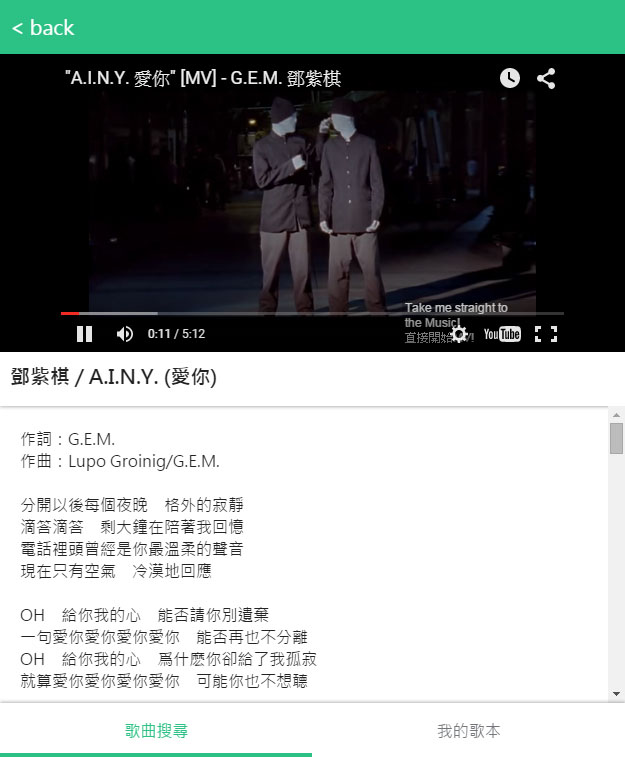 < back
"A.I.N.Y. 愛你" [MV] - G.E.M. 鄧紫棋
Take me straight to
the Music!
直接開始
0:11 / 5:12
YouTube
鄧紫棋 / A.I.N.Y. (愛你)
作詞：G.E.M.
作曲：Lupo Groinig/G.E.M.
分開以後每個夜晚　格外的寂靜
滴答滴答　剩大鐘在陪著我回憶
電話裡頭曾經是你最溫柔的聲音
現在只有空氣　冷漠地回應
OH　給你我的心　能否請你別遺棄
一句愛你愛你愛你愛你　能否再也不分離
OH　給你我的心　爲什麽你卻給了我孤寂
就算愛你愛你愛你愛你　可能你也不想聽
歌曲搜尋
我的歌本